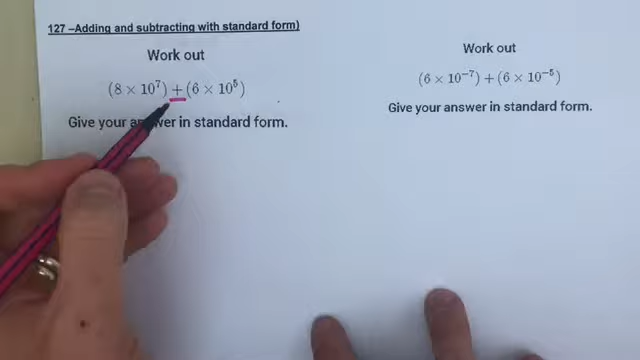 127 –Adding and subtracting with standard form)
Work out
(8 × 10⁷) + (6 × 10⁵)
Give your answer in standard form.
Work out
(6 × 10⁻⁷) + (6 × 10⁻⁵)
Give your answer in standard form.